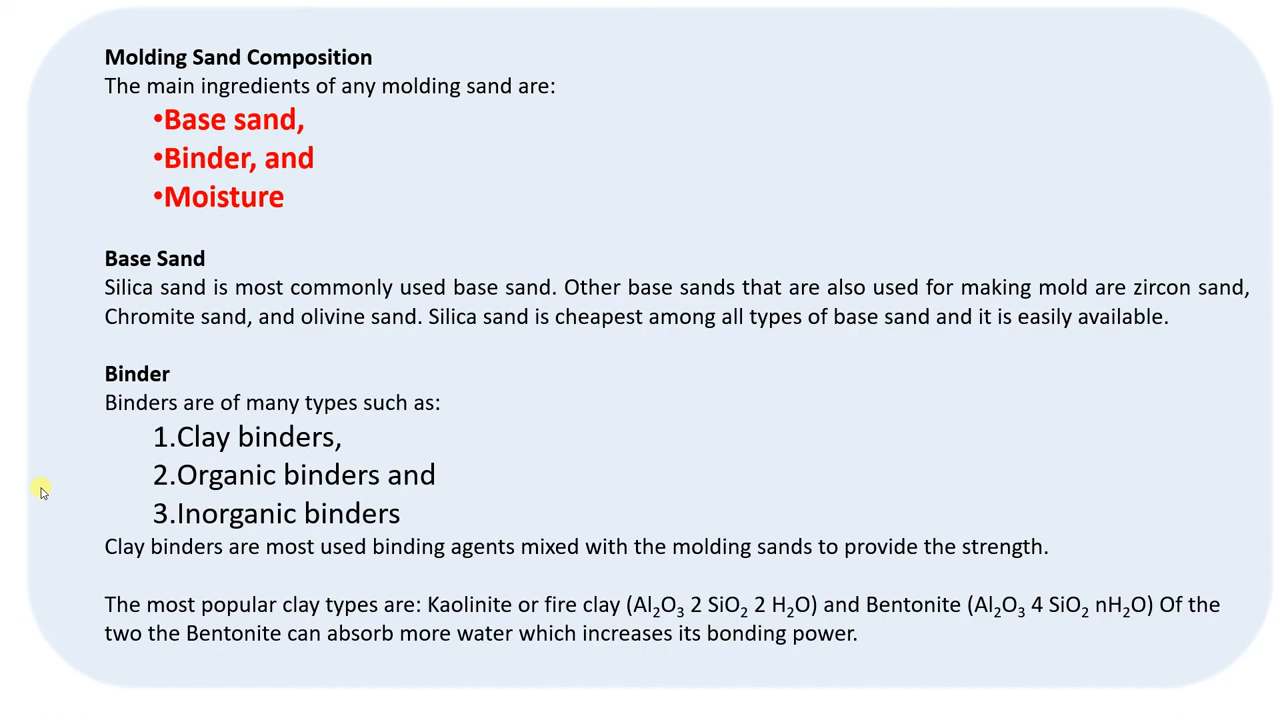 Molding Sand Composition
The main ingredients of any molding sand are:
•Base sand,
•Binder, and
•Moisture
Base Sand
Silica sand is most commonly used base sand. Other base sands that are also used for making mold are zircon sand,
Chromite sand, and olivine sand. Silica sand is cheapest among all types of base sand and it is easily available.
Binder
Binders are of many types such as:
1.Clay binders,
2.Organic binders and
3.Inorganic binders
Clay binders are most used binding agents mixed with the molding sands to provide the strength.
The most popular clay types are: Kaolinite or fire clay (Al₂O₃ 2 SiO₂ 2 H₂O) and Bentonite (Al₂O₃ 4 SiO₂ nH₂O) Of the
two the Bentonite can absorb more water which increases its bonding power.